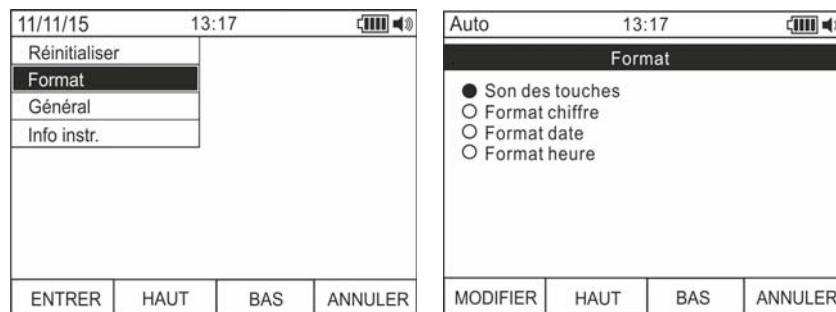 11/11/15 13:17
Réinitialiser
Format
Général
Info instr.
ENTRER HAUT BAS ANNULER
Auto 13:17
Format
Son des touches
Format chiffre
Format date
Format heure
MODIFIER HAUT BAS ANNULER